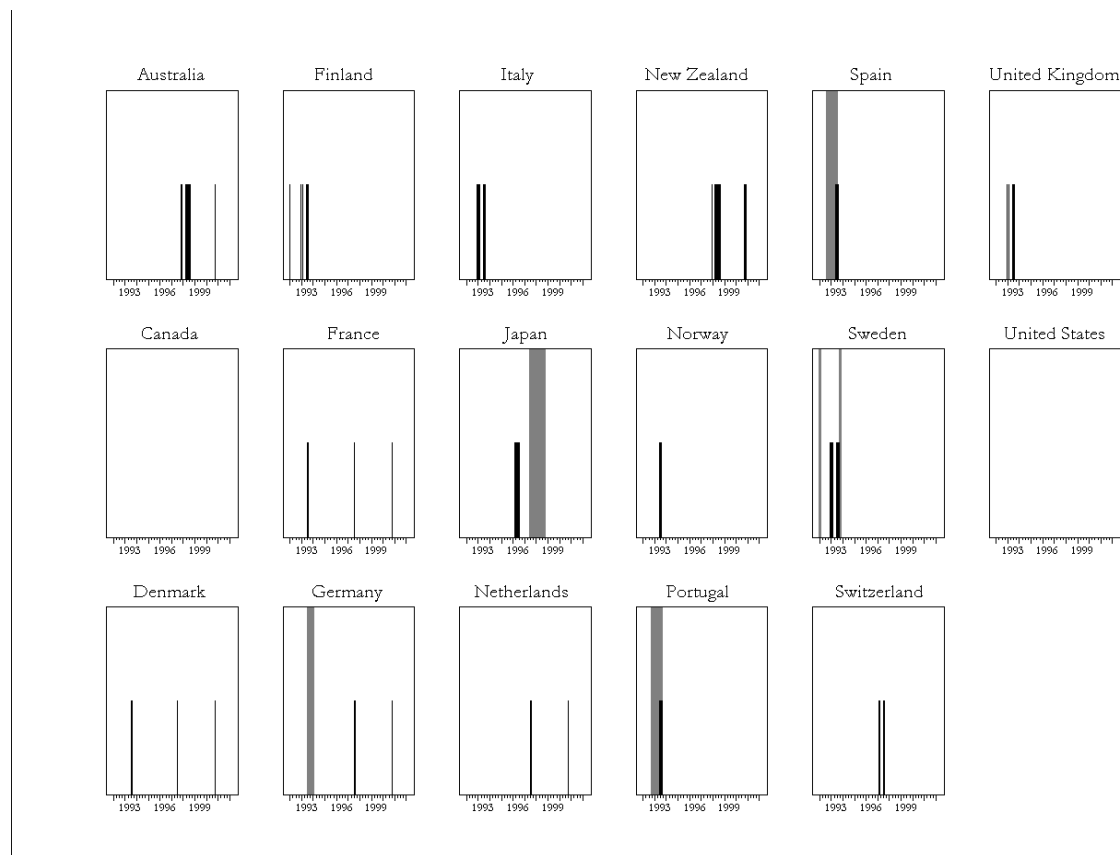 Australia Finland Italy New Zealand Spain United Kingdom
1993 1996 1999 1993 1996 1999 1993 1996 1999 1993 1996 1999 1993 1996 1999 1993 1996 1999
Canada France Japan Norway Sweden United States
1993 1996 1999 1993 1996 1999 1993 1996 1999 1993 1996 1999 1993 1996 1999 1993 1996 1999
Denmark Germany Netherlands Portugal Switzerland
1993 1996 1999 1993 1996 1999 1993 1996 1999 1993 1996 1999 1993 1996 1999